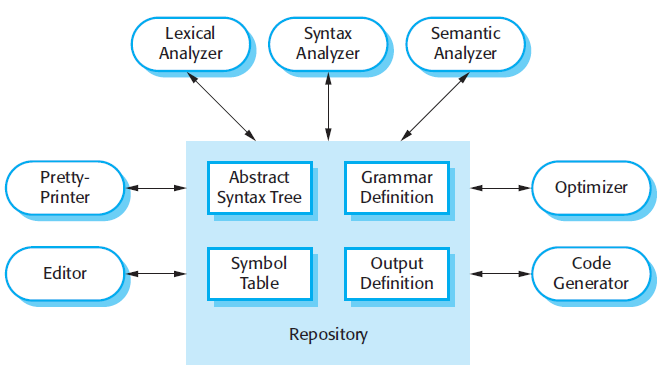 Lexical
Analyzer
Syntax
Analyzer
Semantic
Analyzer
Pretty-
Printer
Abstract
Syntax Tree
Grammar
Definition
Optimizer
Editor
Symbol
Table
Output
Definition
Code
Generator
Repository